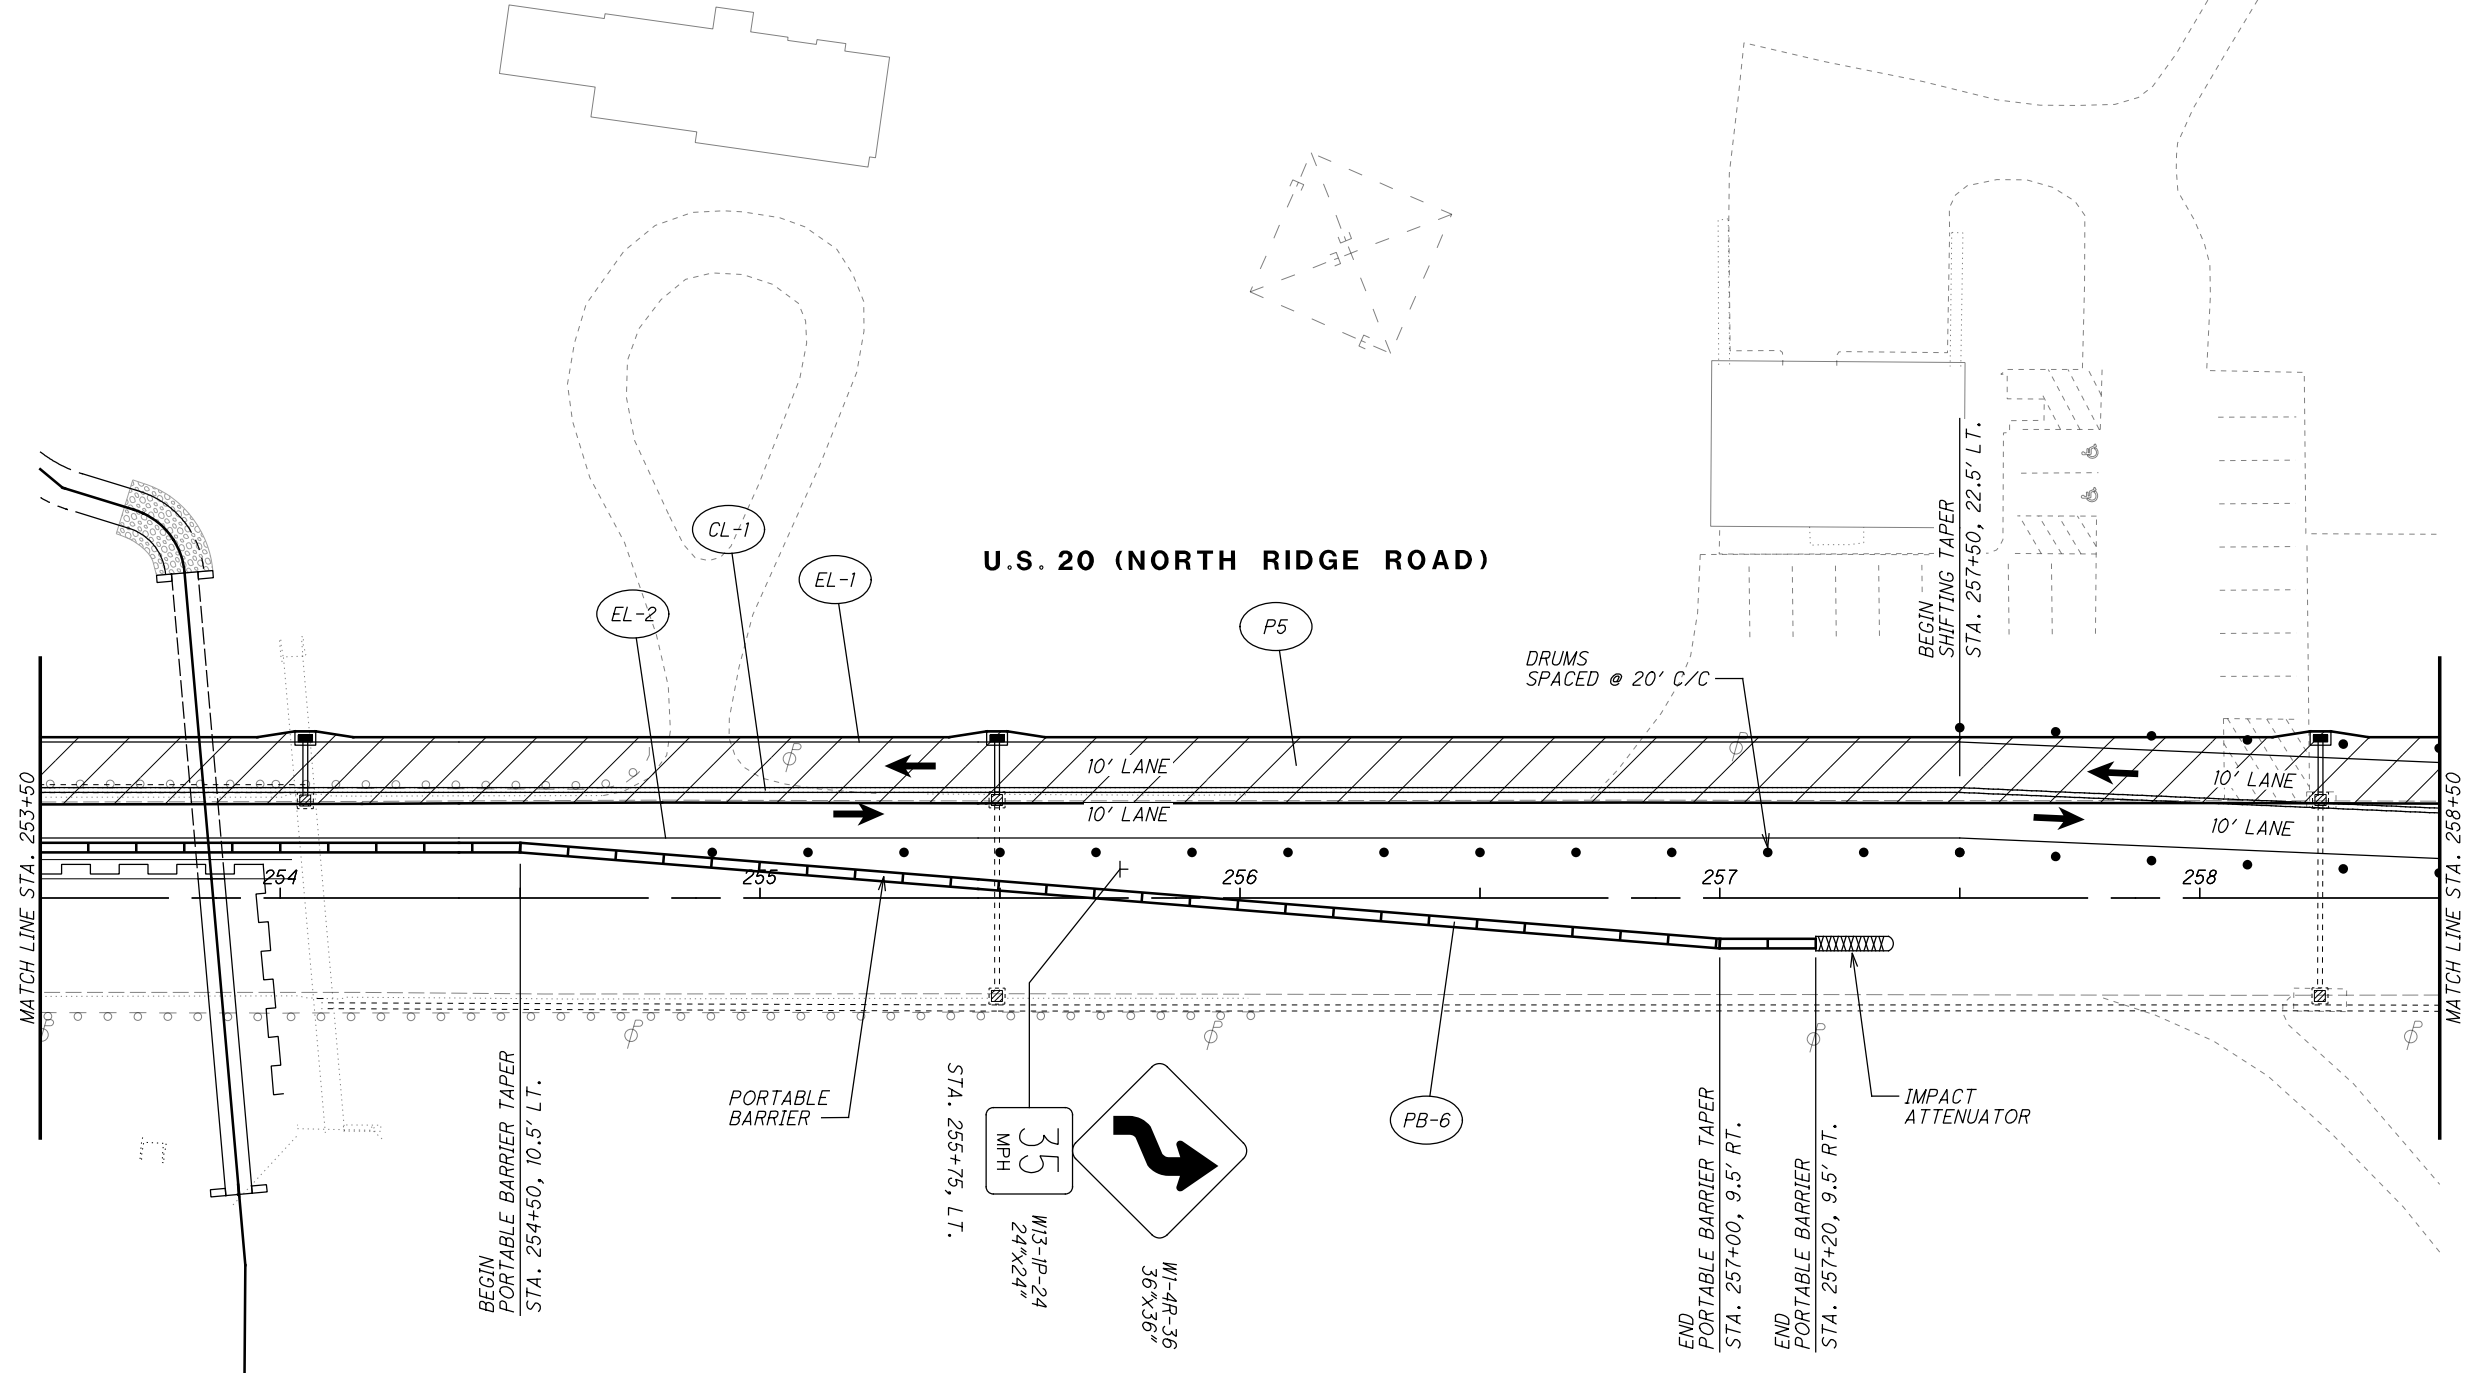 CL-1
EL-1
EL-2
U.S. 20 (NORTH RIDGE ROAD)
P5
BEGIN
SHIFTING TAPER
STA. 257+50, 22.5' LT.
DRUMS
SPACED @ 20' C/C
E
E
E
E
P
P
10' LANE
10' LANE
10' LANE
10' LANE
MATCH LINE STA. 253+50
MATCH LINE STA. 258+50
254
255
256
257
258
P
P
P
P
P
BEGIN
PORTABLE BARRIER TAPER
STA. 254+50, 10.5' LT.
PORTABLE
BARRIER
STA. 255+75, LT.
35
MPH
W13-1P-24
24"x24"
W1-4R-36
36"x36"
PB-6
IMPACT
ATTENUATOR
END
PORTABLE BARRIER TAPER
STA. 257+00, 9.5' RT.
END
PORTABLE BARRIER
STA. 257+20, 9.5' RT.